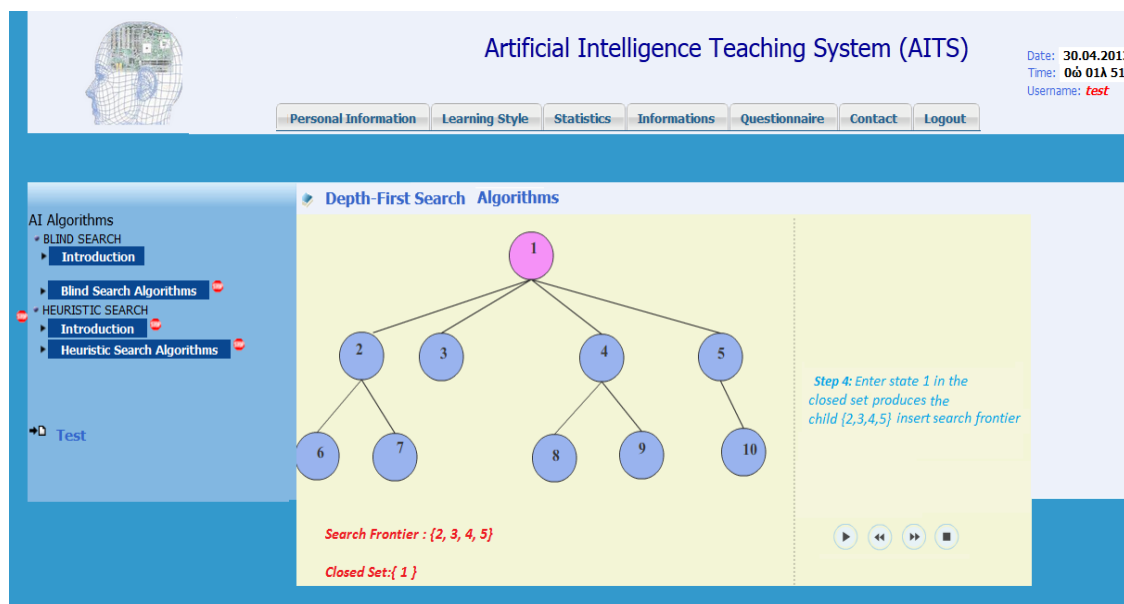 Artificial Intelligence Teaching System (AITS)
Date: 30.04.201
Time: 0ώ 01λ 51
Username: test
Personal Information Learning Style Statistics Informations Questionnaire Contact Logout
AI Algorithms
BLIND SEARCH
Introduction
Blind Search Algorithms
HEURISTIC SEARCH
Introduction
Heuristic Search Algorithms
Test
Depth-First Search Algorithms
1
2 3 4 5
6 7 8 9 10
Step 4: Enter state 1 in the
closed set produces the
child {2,3,4,5} insert search frontier
Search Frontier : {2, 3, 4, 5}
Closed Set:{ 1 }